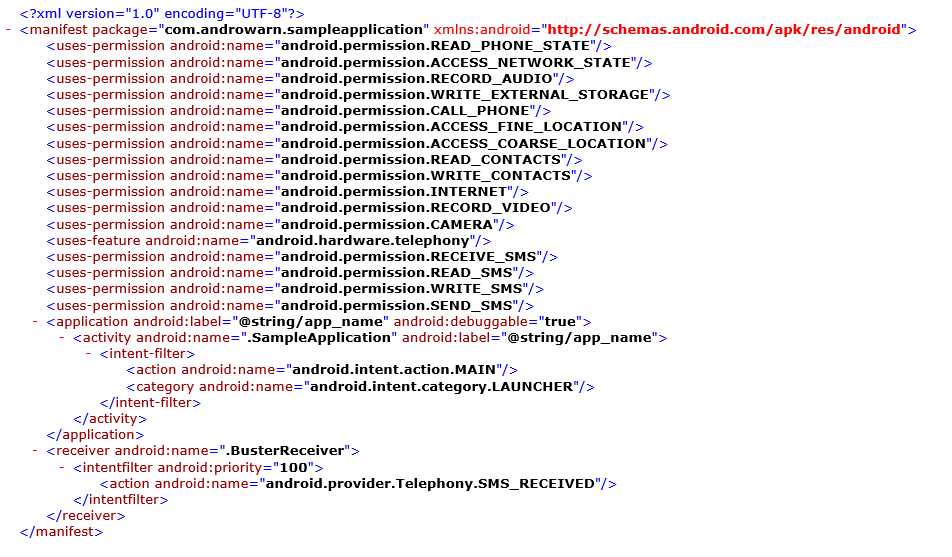 <?xml version="1.0" encoding="UTF-8"?>
- <manifest package="com.androwarn.sampleapplication" xmlns:android="http://schemas.android.com/apk/res/android">
<uses-permission android:name="android.permission.READ_PHONE_STATE"/>
<uses-permission android:name="android.permission.ACCESS_NETWORK_STATE"/>
<uses-permission android:name="android.permission.RECORD_AUDIO"/>
<uses-permission android:name="android.permission.WRITE_EXTERNAL_STORAGE"/>
<uses-permission android:name="android.permission.CALL_PHONE"/>
<uses-permission android:name="android.permission.ACCESS_FINE_LOCATION"/>
<uses-permission android:name="android.permission.ACCESS_COARSE_LOCATION"/>
<uses-permission android:name="android.permission.READ_CONTACTS"/>
<uses-permission android:name="android.permission.WRITE_CONTACTS"/>
<uses-permission android:name="android.permission.INTERNET"/>
<uses-permission android:name="android.permission.RECORD_VIDEO"/>
<uses-permission android:name="android.permission.CAMERA"/>
<uses-feature android:name="android.hardware.telephony"/>
<uses-permission android:name="android.permission.RECEIVE_SMS"/>
<uses-permission android:name="android.permission.READ_SMS"/>
<uses-permission android:name="android.permission.WRITE_SMS"/>
<uses-permission android:name="android.permission.SEND_SMS"/>
- <application android:label="@string/app_name" android:debuggable="true">
- <activity android:name=".SampleApplication" android:label="@string/app_name">
- <intent-filter>
<action android:name="android.intent.action.MAIN"/>
<category android:name="android.intent.category.LAUNCHER"/>
</intent-filter>
</activity>
</application>
- <receiver android:name=".BusterReceiver">
- <intentfilter android:priority="100">
<action android:name="android.provider.Telephony.SMS_RECEIVED"/>
</intentfilter>
</receiver>
</manifest>